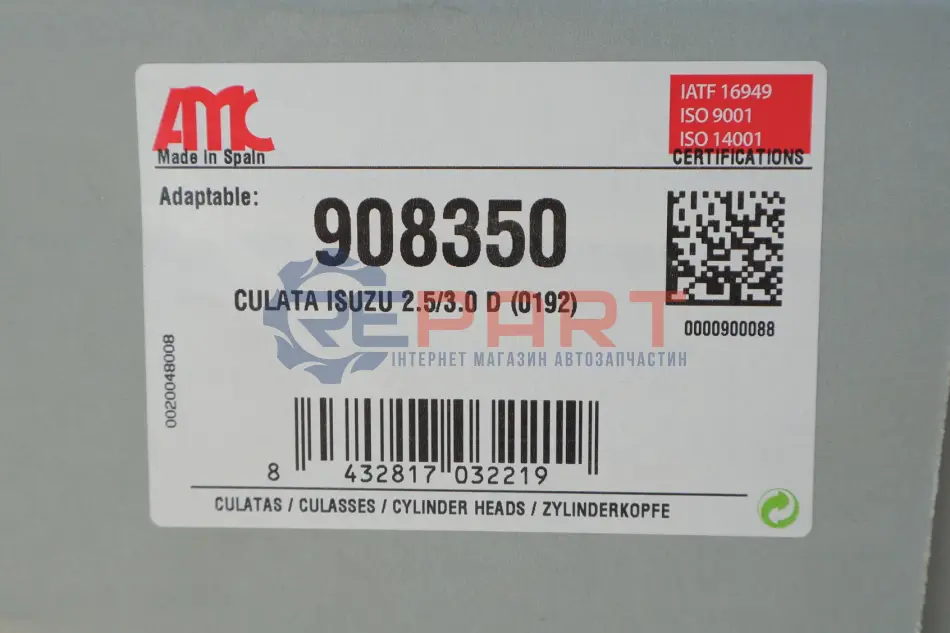 AMC
Made in Spain
IATF 16949
ISO 9001
ISO 14001
CERTIFICATIONS
Adaptable:
908350
CULATA ISUZU 2.5/3.0 D (0192)
0000900088
REPART
ІНТЕРНЕТ МАГАЗИН АВТОЗАПЧАСТИН
0020048008
8 432817 032219
CULATAS / CULASSES / CYLINDER HEADS / ZYLINDERKOPFE